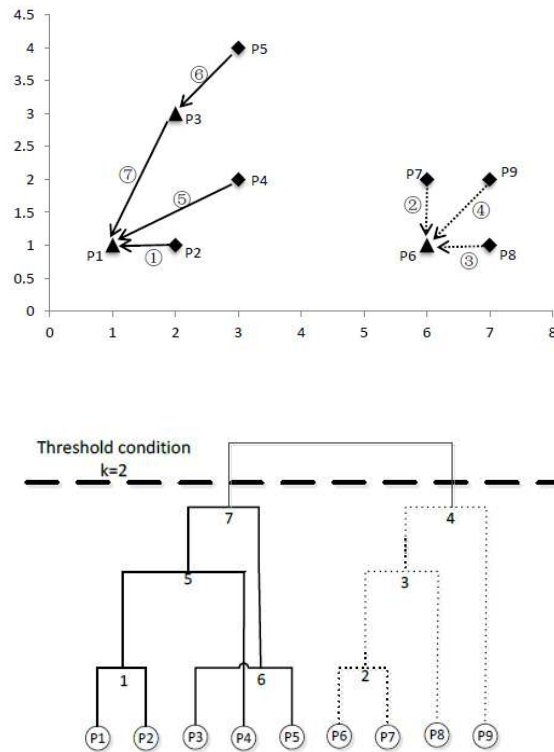 4.5
4
3.5
3
2.5
2
1.5
1
0.5
0
0 1 2 3 4 5 6 7 8
P5
⑥
P3
⑦
⑤
P4
P1
①
P2
P7
P9
②
④
P6
③
P8
Threshold condition
k=2
7
4
5
3
1
6
2
P1 P2 P3 P4 P5 P6 P7 P8 P9